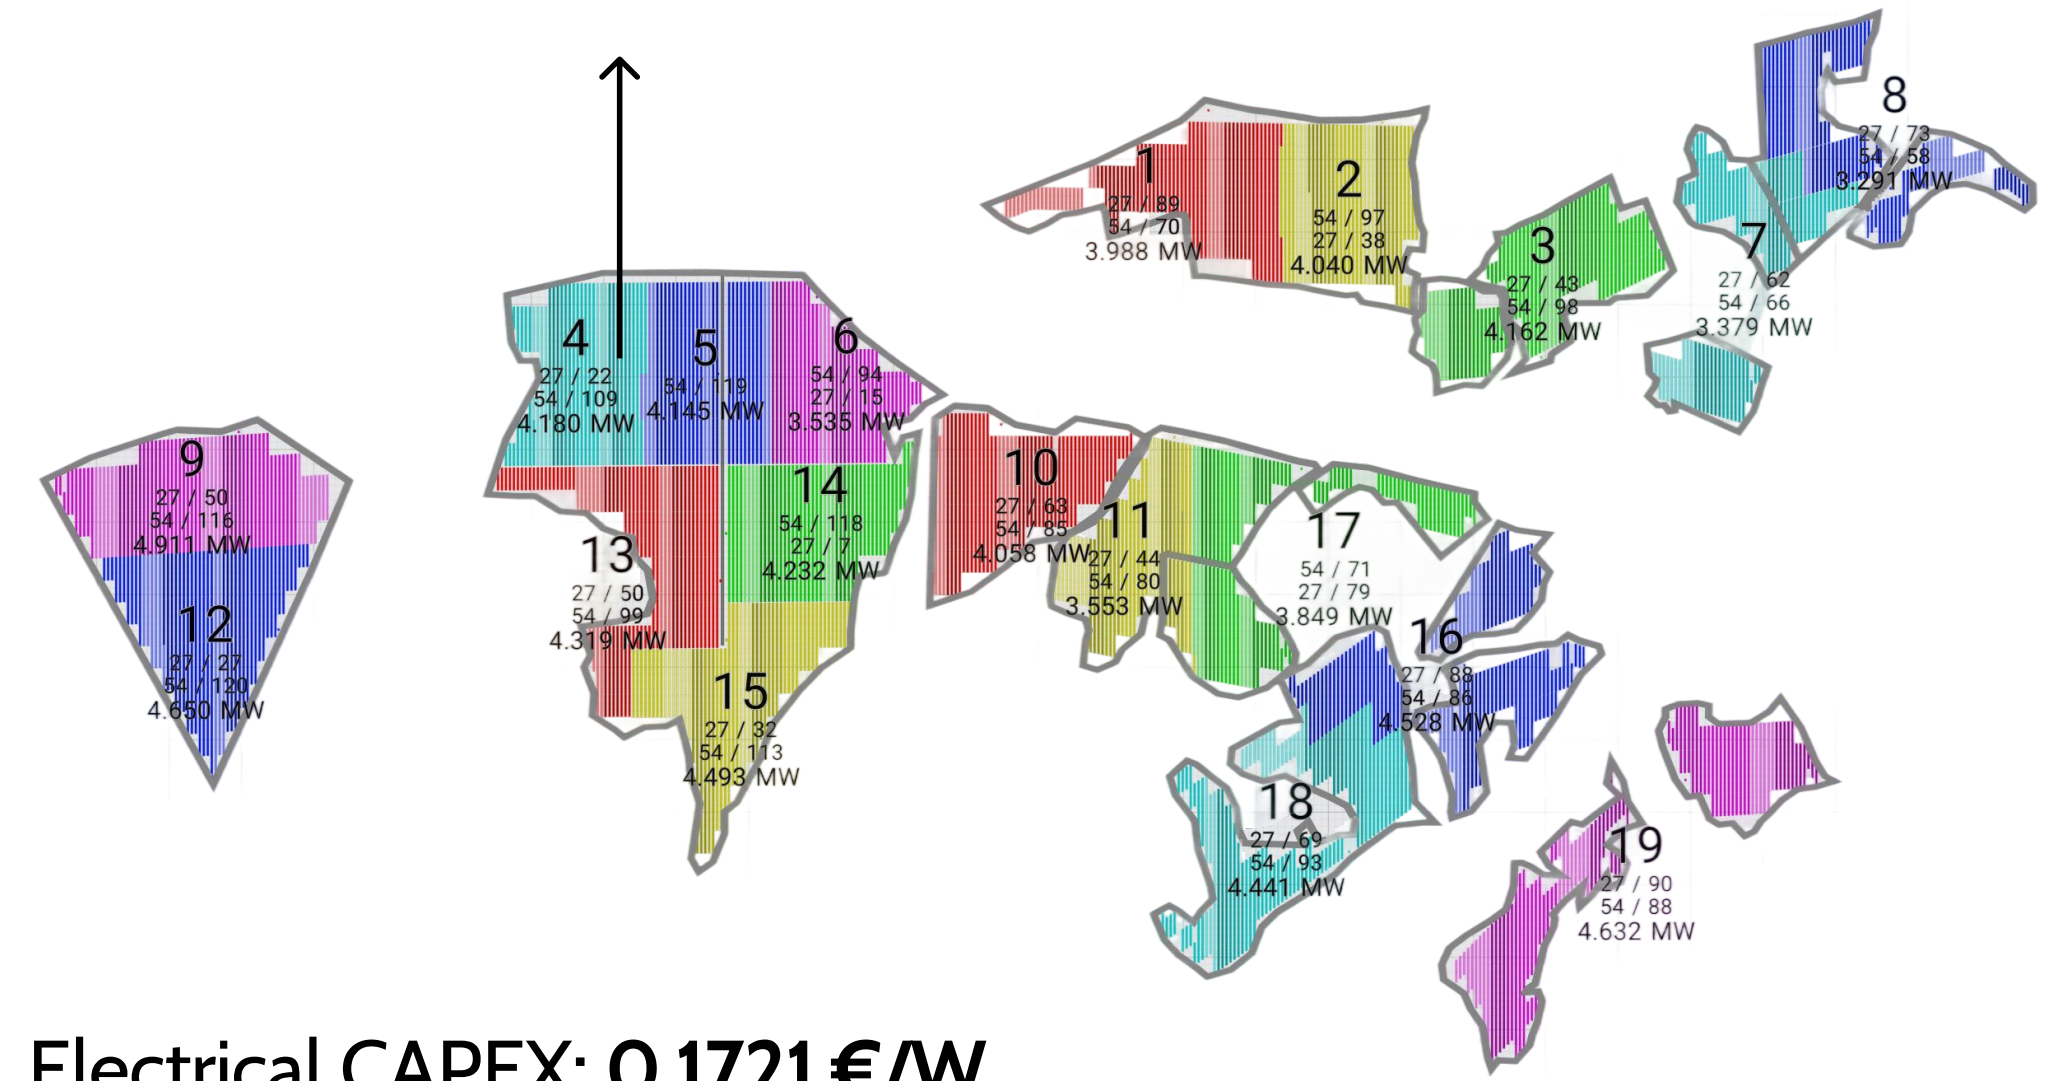 1
27 / 89
54 / 70
3.988 MW
2
54 / 97
27 / 38
4.040 MW
3
27 / 43
54 / 98
4.162 MW
4
27 / 22
54 / 109
4.180 MW
5
54 / 119
4.145 MW
6
54 / 94
27 / 15
3.535 MW
7
27 / 62
54 / 66
3.379 MW
8
27 / 73
54 / 58
3.291 MW
9
27 / 50
54 / 116
4.911 MW
10
27 / 63
54 / 85
4.058 MW
11
27 / 44
54 / 80
3.553 MW
12
27 / 27
54 / 120
4.650 MW
13
27 / 50
54 / 99
4.319 MW
14
54 / 118
27 / 7
4.232 MW
15
27 / 32
54 / 113
4.493 MW
16
27 / 88
54 / 86
4.528 MW
17
54 / 71
27 / 79
3.849 MW
18
27 / 69
54 / 93
4.441 MW
19
27 / 90
54 / 88
4.632 MW
Electrical CAPEX: 0.1721 €/W